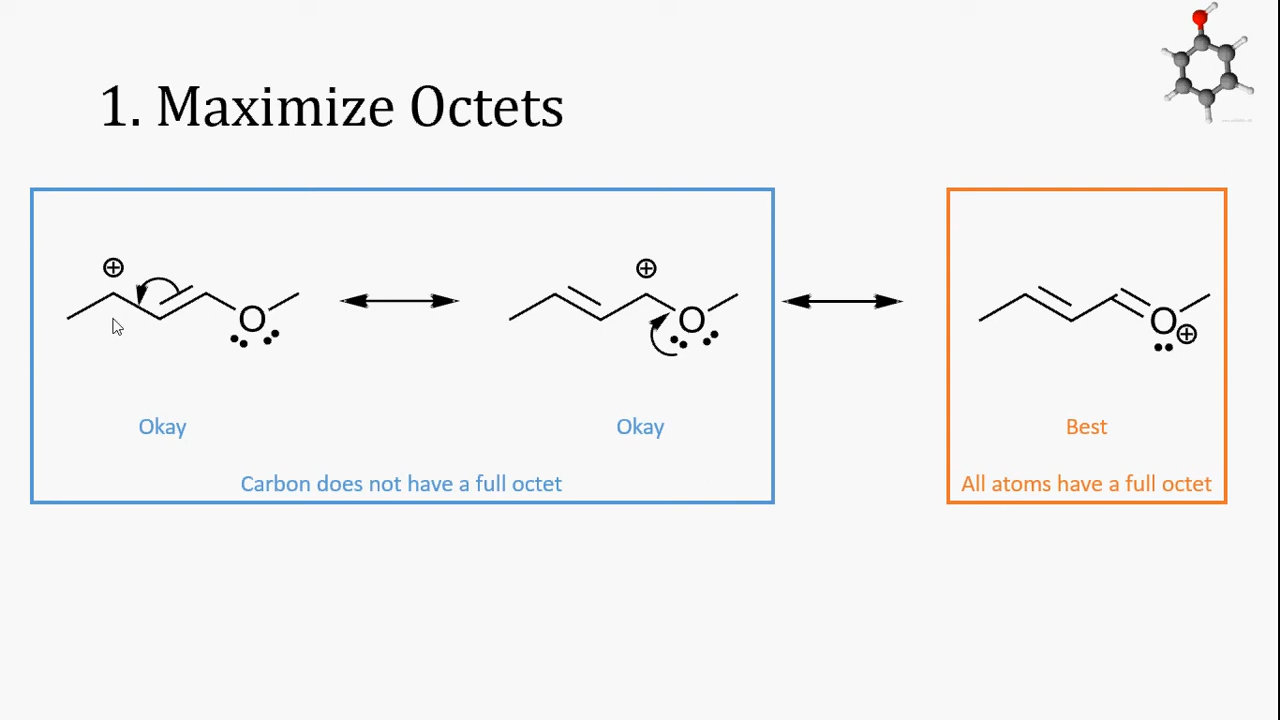 1. Maximize Octets
O
O
O
Okay
Okay
Best
Carbon does not have a full octet
All atoms have a full octet